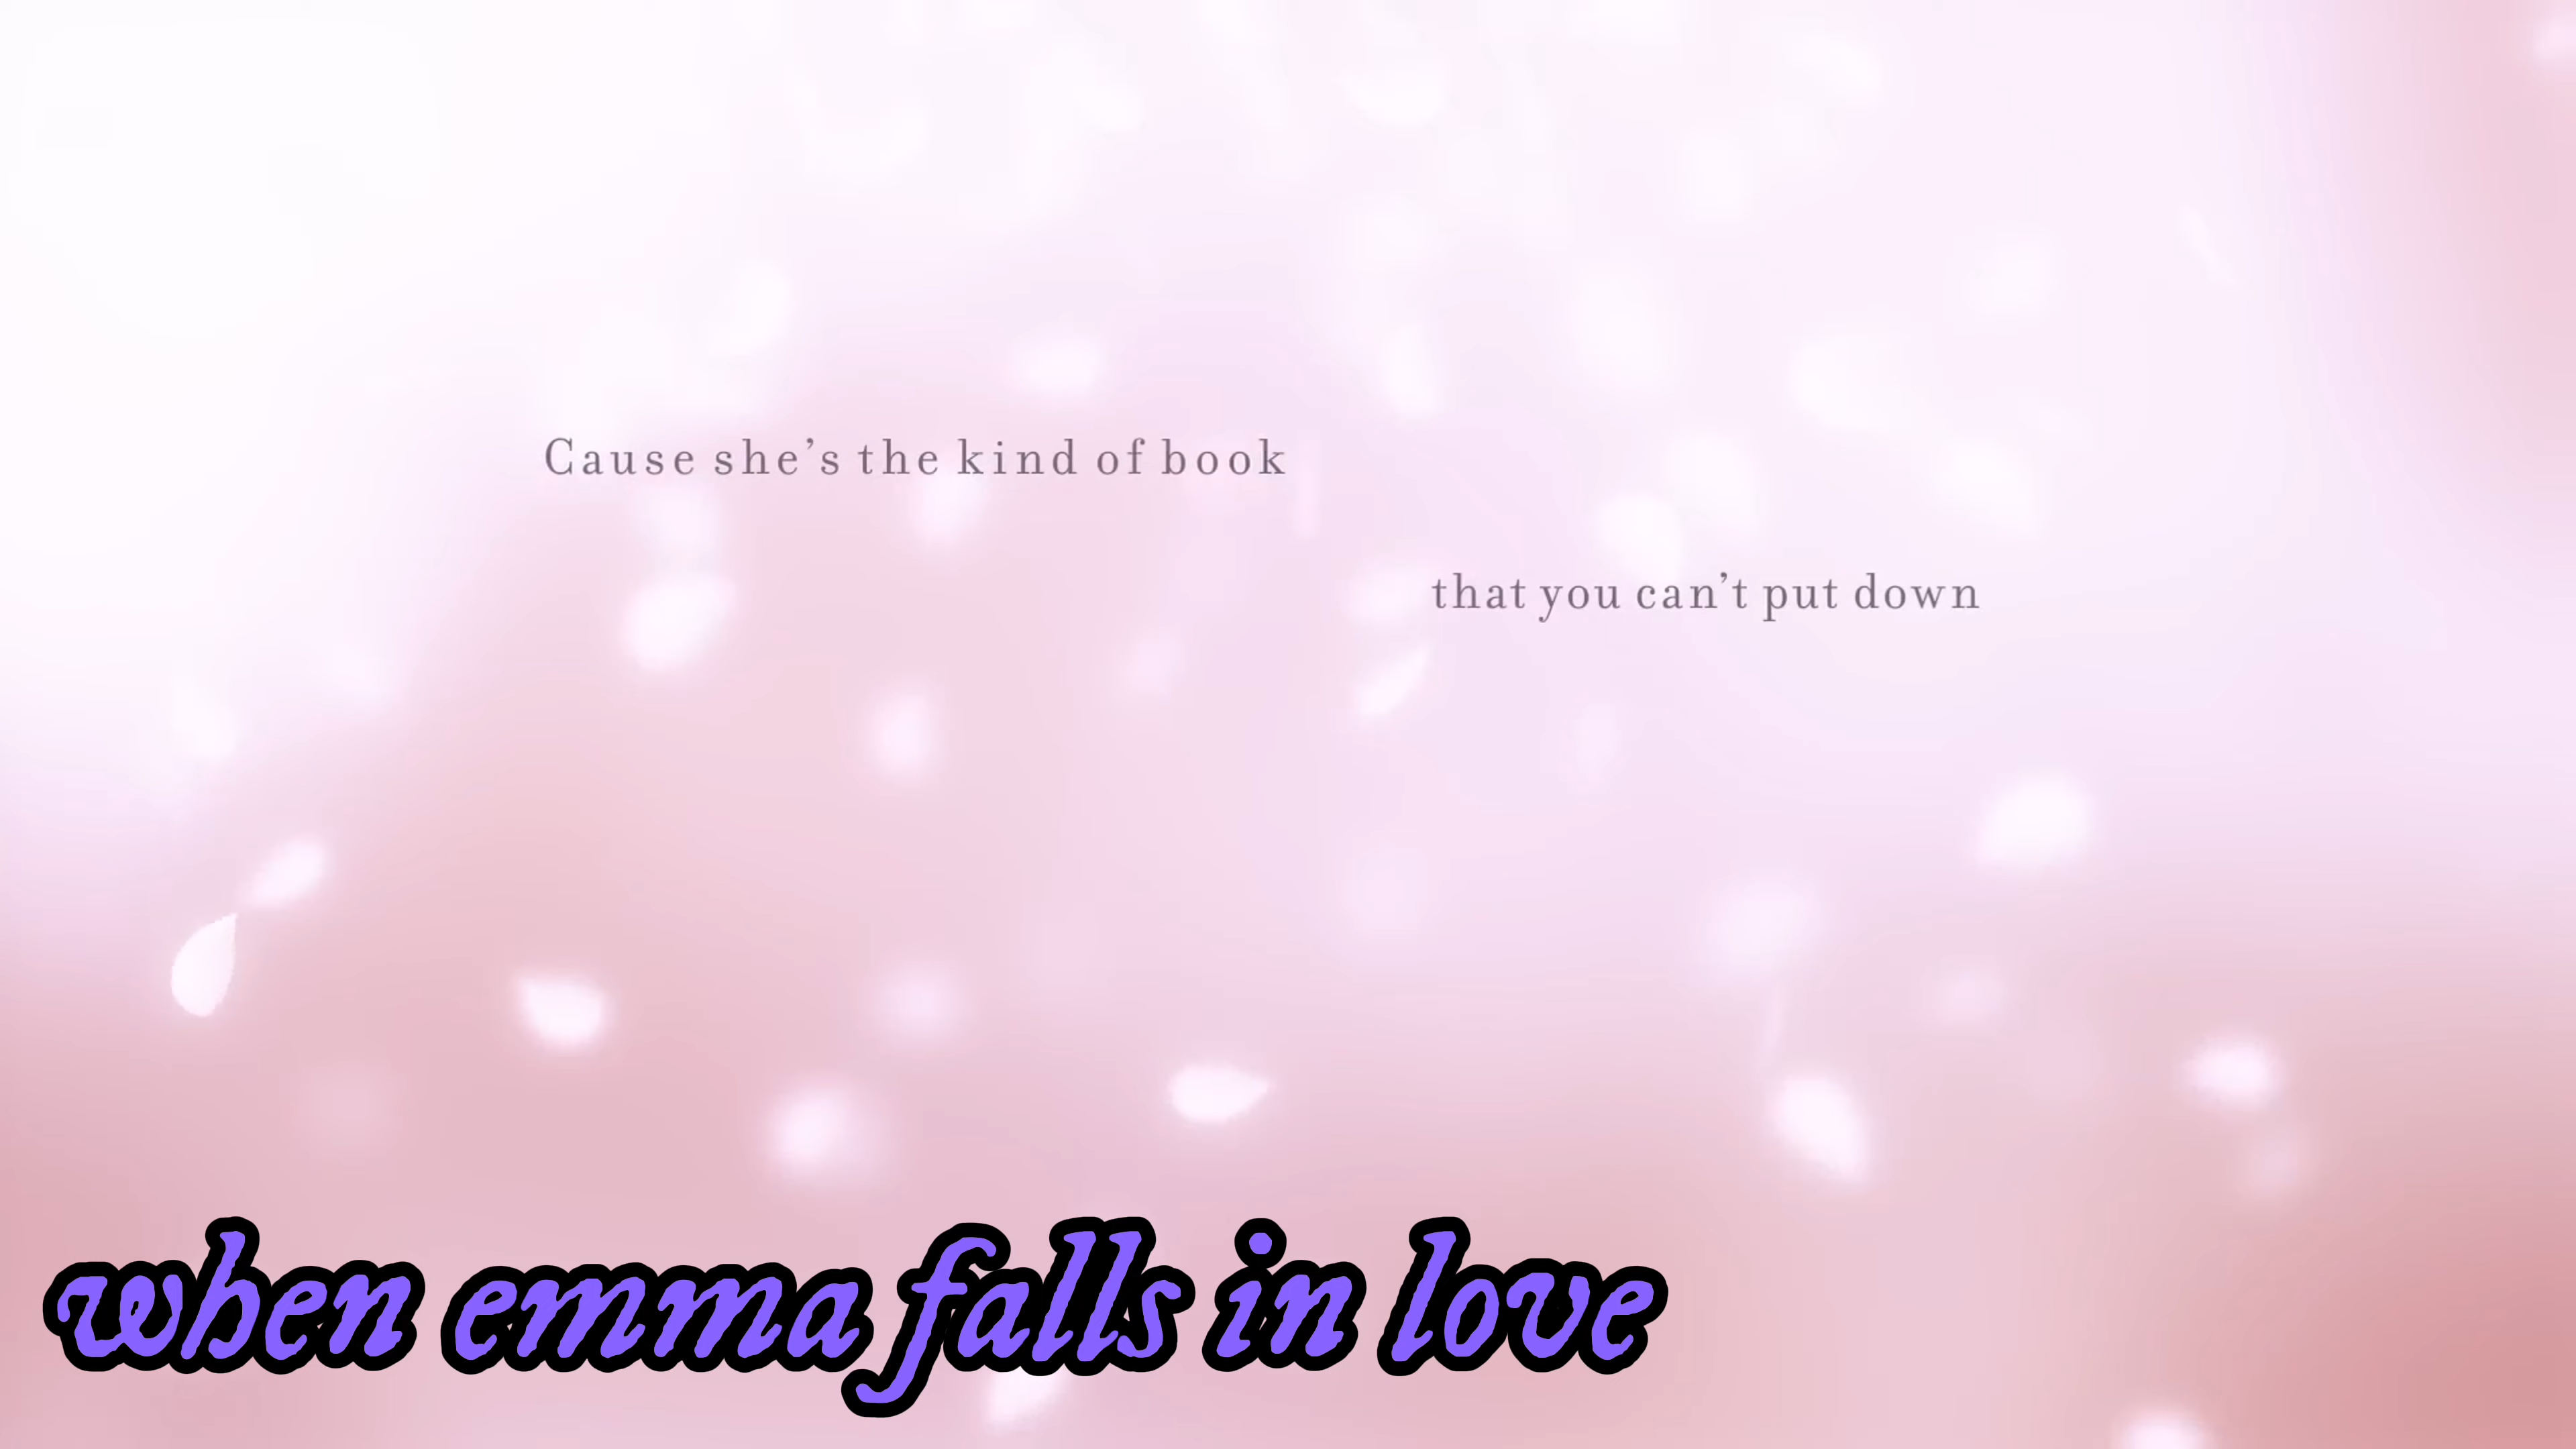 Cause she’s the kind of book
that you can’t put down
when emma falls in love